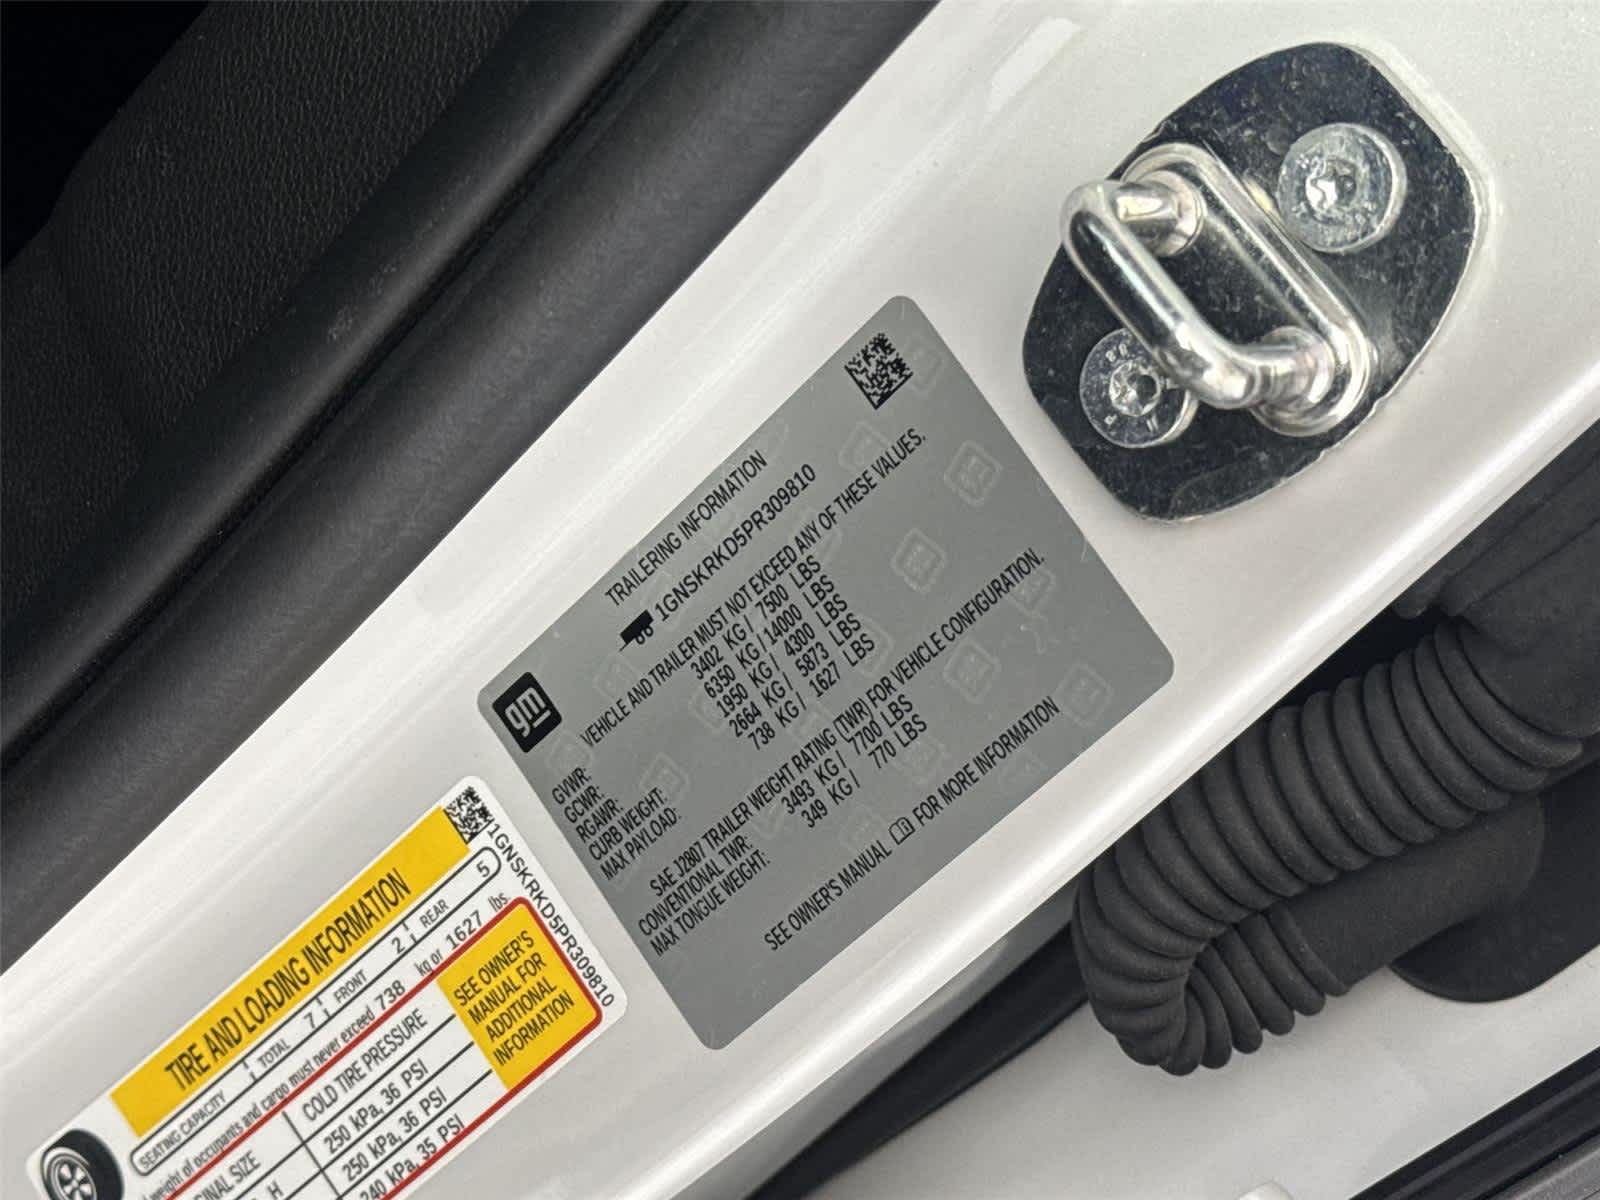 TRAILERING INFORMATION
1GNSKRKD5PR309810
gm
VEHICLE AND TRAILER MUST NOT EXCEED ANY OF THESE VALUES.
GVWR: 3402 KG / 7500 LBS
GCWR: 6350 KG /14000 LBS
RGAWR: 1950 KG / 4300 LBS
CURB WEIGHT: 2664 KG / 5873 LBS
MAX PAYLOAD: 738 KG / 1627 LBS
SAE J2807 TRAILER WEIGHT RATING (TWR) FOR VEHICLE CONFIGURATION.
CONVENTIONAL TWR: 3493 KG / 7700 LBS
MAX TONGUE WEIGHT: 349 KG / 770 LBS
SEE OWNER'S MANUAL FOR MORE INFORMATION
TIRE AND LOADING INFORMATION
1GNSKRKD5PR309810
SEATING CAPACITY TOTAL 7 FRONT 2 REAR 5
weight of occupants and cargo must never exceed 738 kg or 1627 lbs.
SIZE COLD TIRE PRESSURE
H 250 kPa, 36 PSI
250 kPa, 36 PSI
240 kPa, 35 PSI
SEE OWNER'S
MANUAL FOR
ADDITIONAL
INFORMATION
8.8